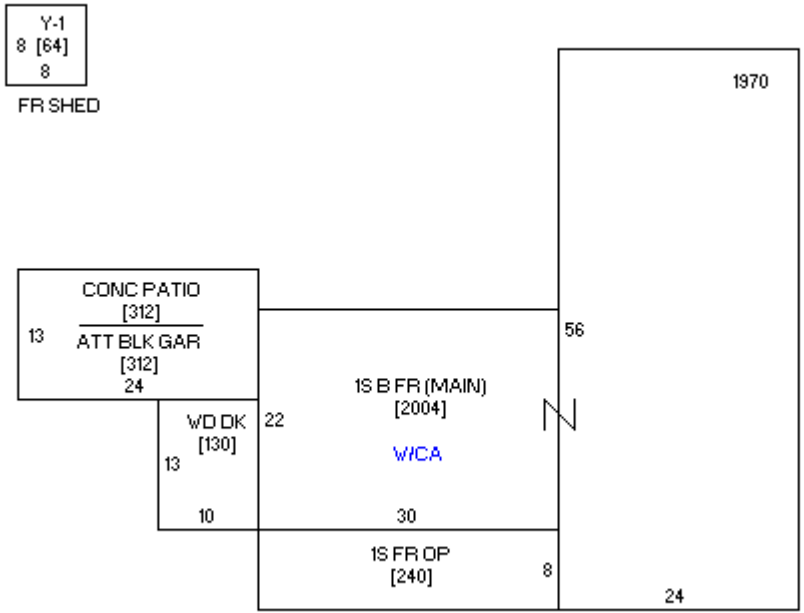 Y-1
8 [64]
8
FR SHED
1970
CONC PATIO
[312]
13
ATT BLK GAR
[312]
24
56
1S B FR (MAIN)
[2004]
W/CA
WD DK
[130]
22
13
10
30
1S FR OP
[240]
8
24